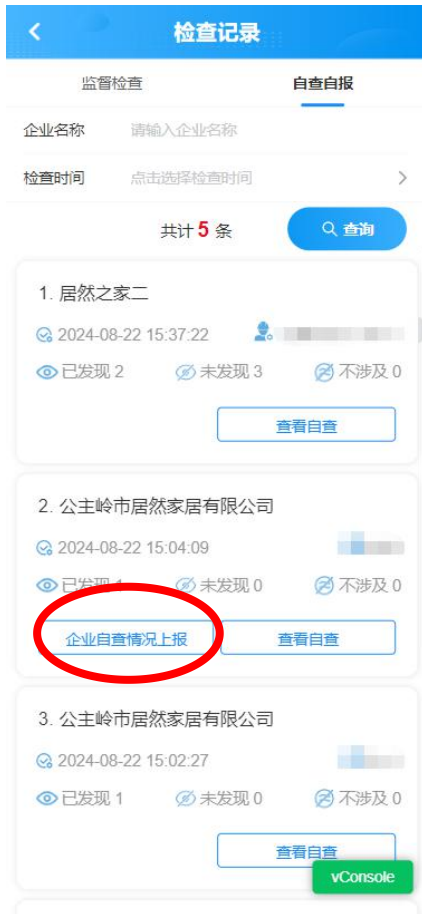 检查记录
监督检查 自查自报
企业名称 请输入企业名称
检查时间 点击选择检查时间
共计 5 条 查询
1. 居然之家二
2024-08-22 15:37:22
已发现 2 未发现 3 不涉及 0
查看自查
2. 公主岭市居然家居有限公司
2024-08-22 15:04:09
已发现 未发现 0 不涉及 0
企业自查情况上报 查看自查
3. 公主岭市居然家居有限公司
2024-08-22 15:02:27
已发现 1 未发现 0 不涉及 0
查看自查
vConsole